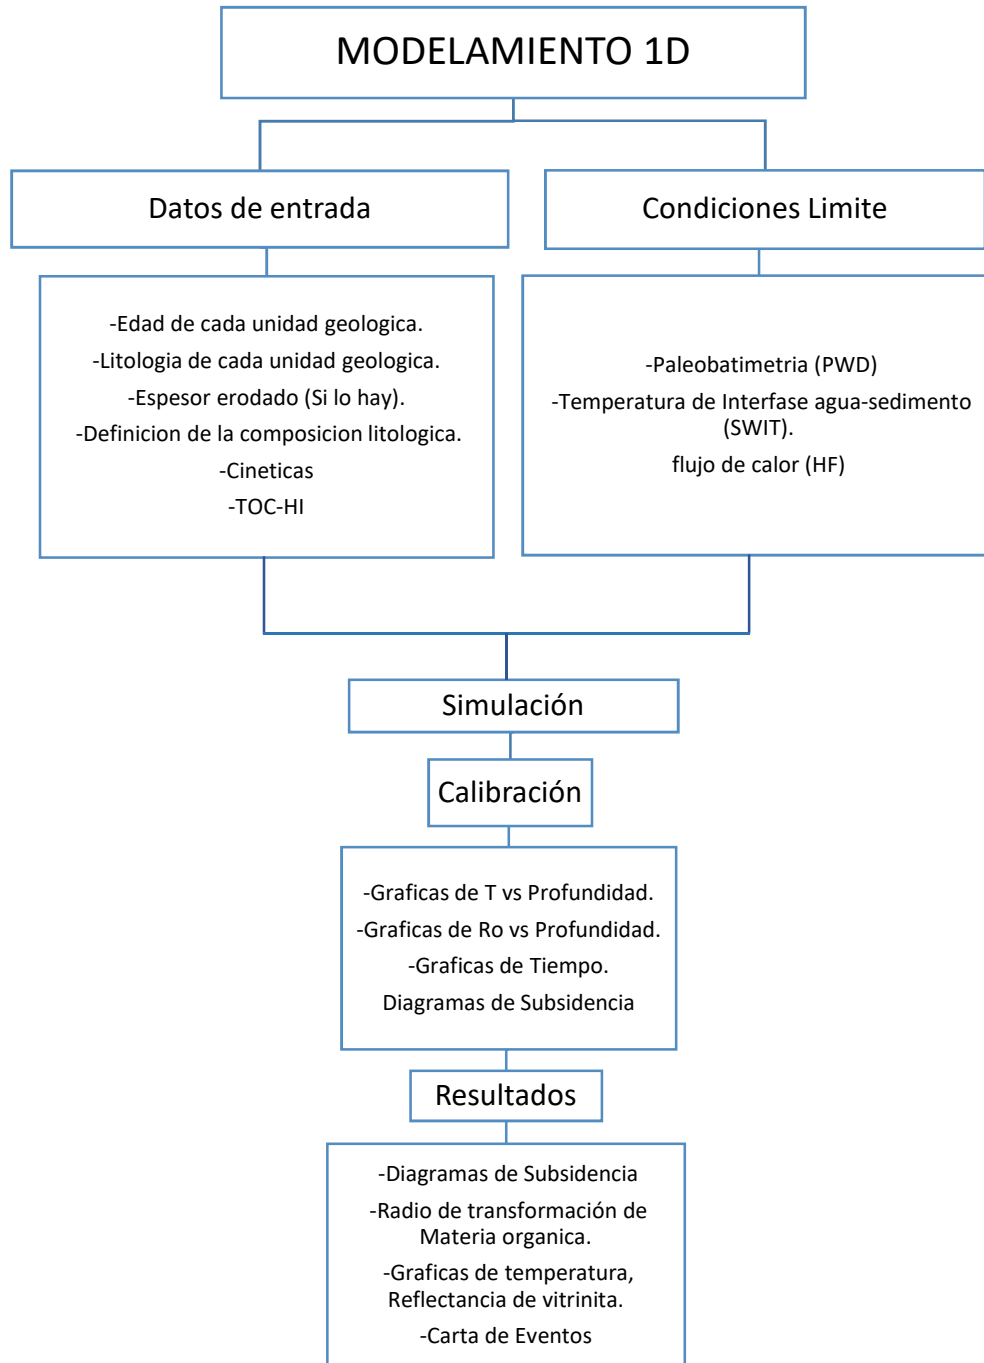 MODELAMIENTO 1D
Datos de entrada
-Edad de cada unidad geologica.
-Litologia de cada unidad geologica.
-Espesor erodado (Si lo hay).
-Definicion de la composicion litologica.
-Cineticas
-TOC-HI
Condiciones Limite
-Paleobatimetria (PWD)
-Temperatura de Interfase agua-sedimento
(SWIT).
flujo de calor (HF)
Simulación
Calibración
-Graficas de T vs Profundidad.
-Graficas de Ro vs Profundidad.
-Graficas de Tiempo.
Diagramas de Subsidencia
Resultados
-Diagramas de Subsidencia
-Radio de transformación de
Materia organica.
-Graficas de temperatura,
Reflectancia de vitrinita.
-Carta de Eventos